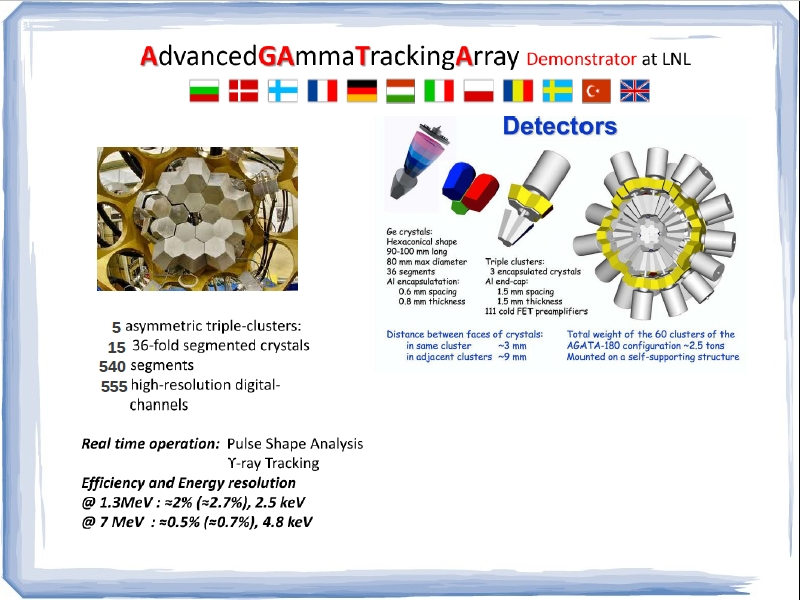 AdvancedGAmmaTrackingArray Demonstrator at LNL
Detectors
Ge crystals:
Hexaconical shape
90-100 mm long
80 mm max diameter
36 segments
Al encapsulatation:
0.6 mm spacing
0.8 mm thickness
Triple clusters:
3 encapsulated crystals
Al end-cap:
1.5 mm spacing
1.5 mm thickness
111 cold FET preamplifiers
Distance between faces of crystals:
in same cluster ~3 mm
in adjacent clusters ~9 mm
Total weight of the 60 clusters of the
AGATA-180 configuration ~2.5 tons
Mounted on a self-supporting structure
5 asymmetric triple-clusters:
15 36-fold segmented crystals
540 segments
555 high-resolution digital-
channels
Real time operation: Pulse Shape Analysis
ϒ-ray Tracking
Efficiency and Energy resolution
@ 1.3MeV : ≈2% (≈2.7%), 2.5 keV
@ 7 MeV : ≈0.5% (≈0.7%), 4.8 keV